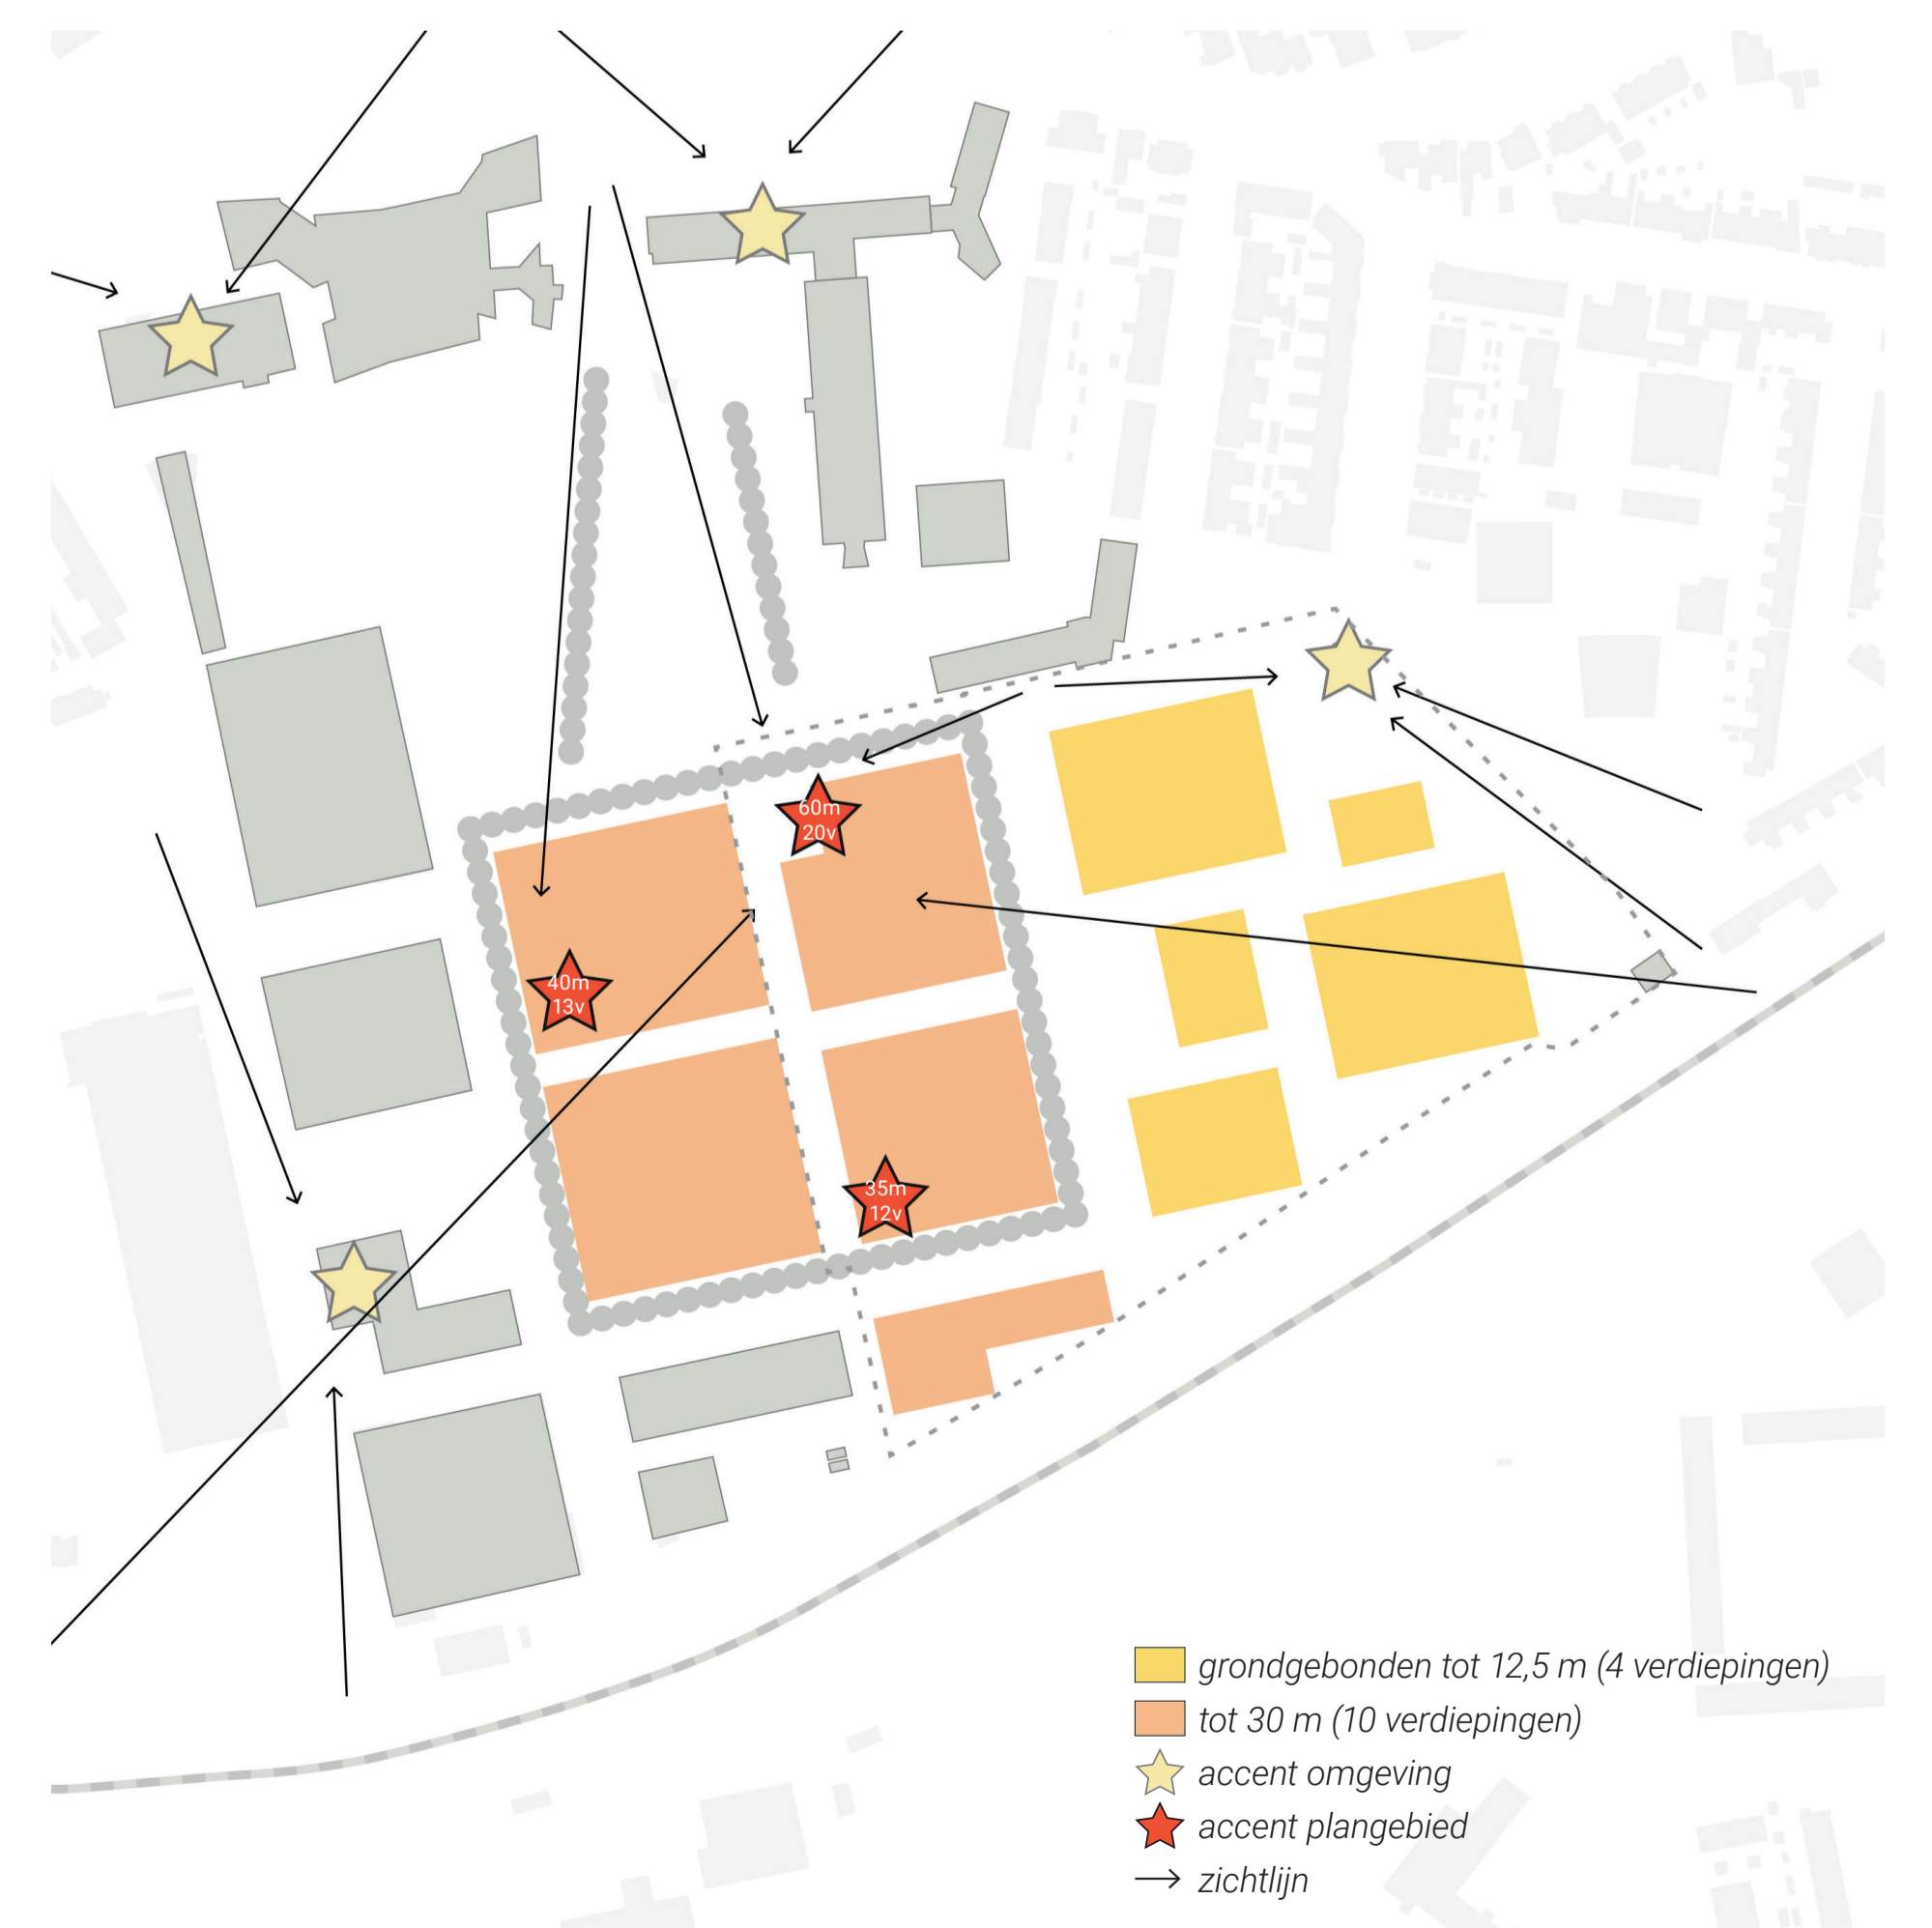 60m
20v
40m
13v
35m
12v
grondgebonden tot 12,5 m (4 verdiepingen)
tot 30 m (10 verdiepingen)
accent omgeving
accent plangebied
zichtlijn